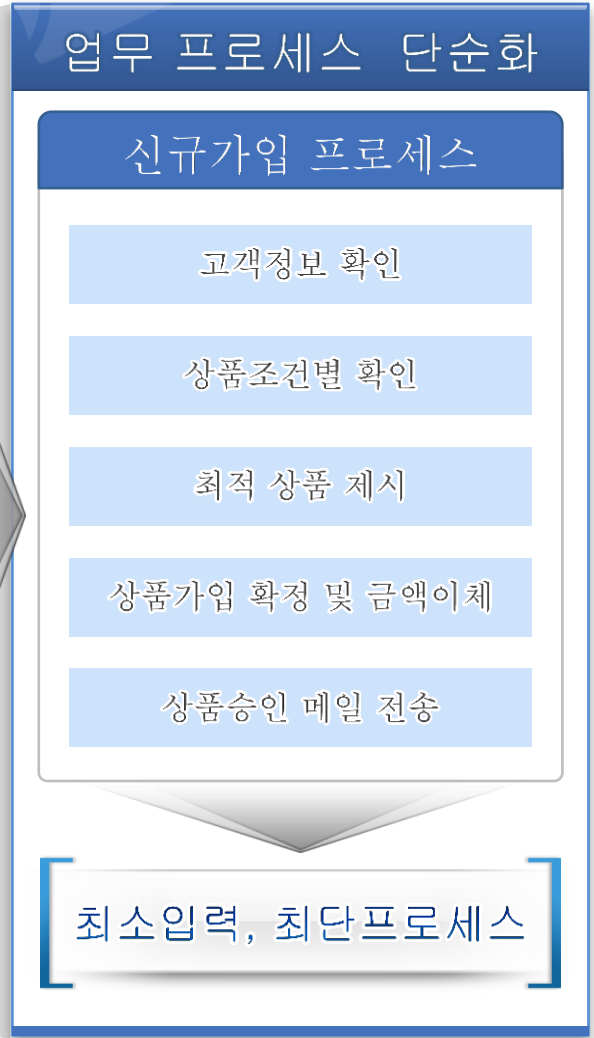 업무 프로세스 단순화
신규가입 프로세스
고객정보 확인
상품조건별 확인
최적 상품 제시
상품가입 확정 및 금액이체
상품승인 메일 전송
최소입력, 최단프로세스